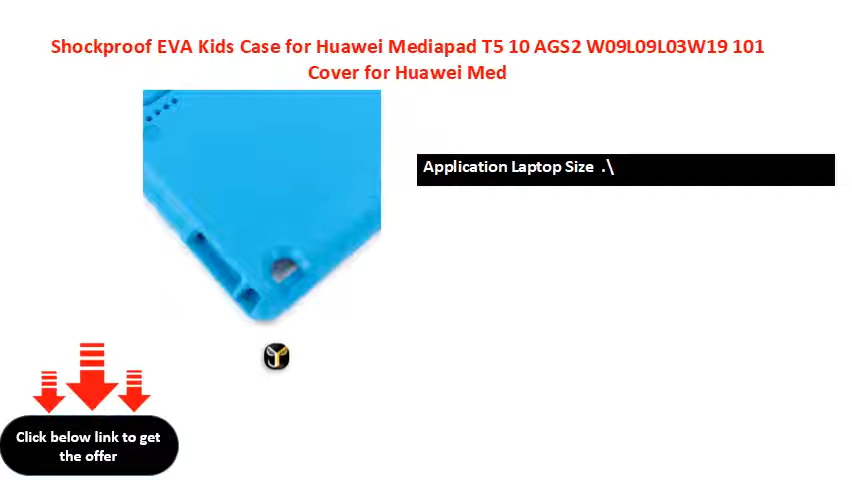 Shockproof EVA Kids Case for Huawei Mediapad T5 10 AGS2 W09L09L03W19 101
Cover for Huawei Med
Application Laptop Size  .\
Click below link to get
the offer